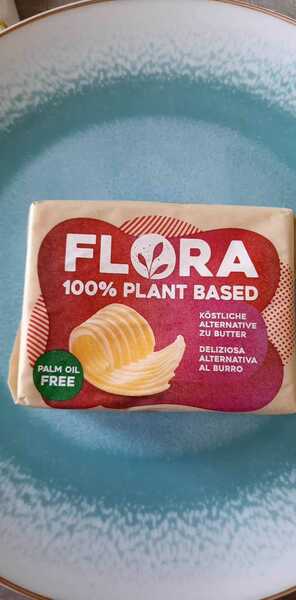 FLORA
100% PLANT BASED
KÖSTLICHE
ALTERNATIVE
ZU BUTTER
DELIZIOSA
ALTERNATIVA
AL BURRO
PALM OIL
FREE